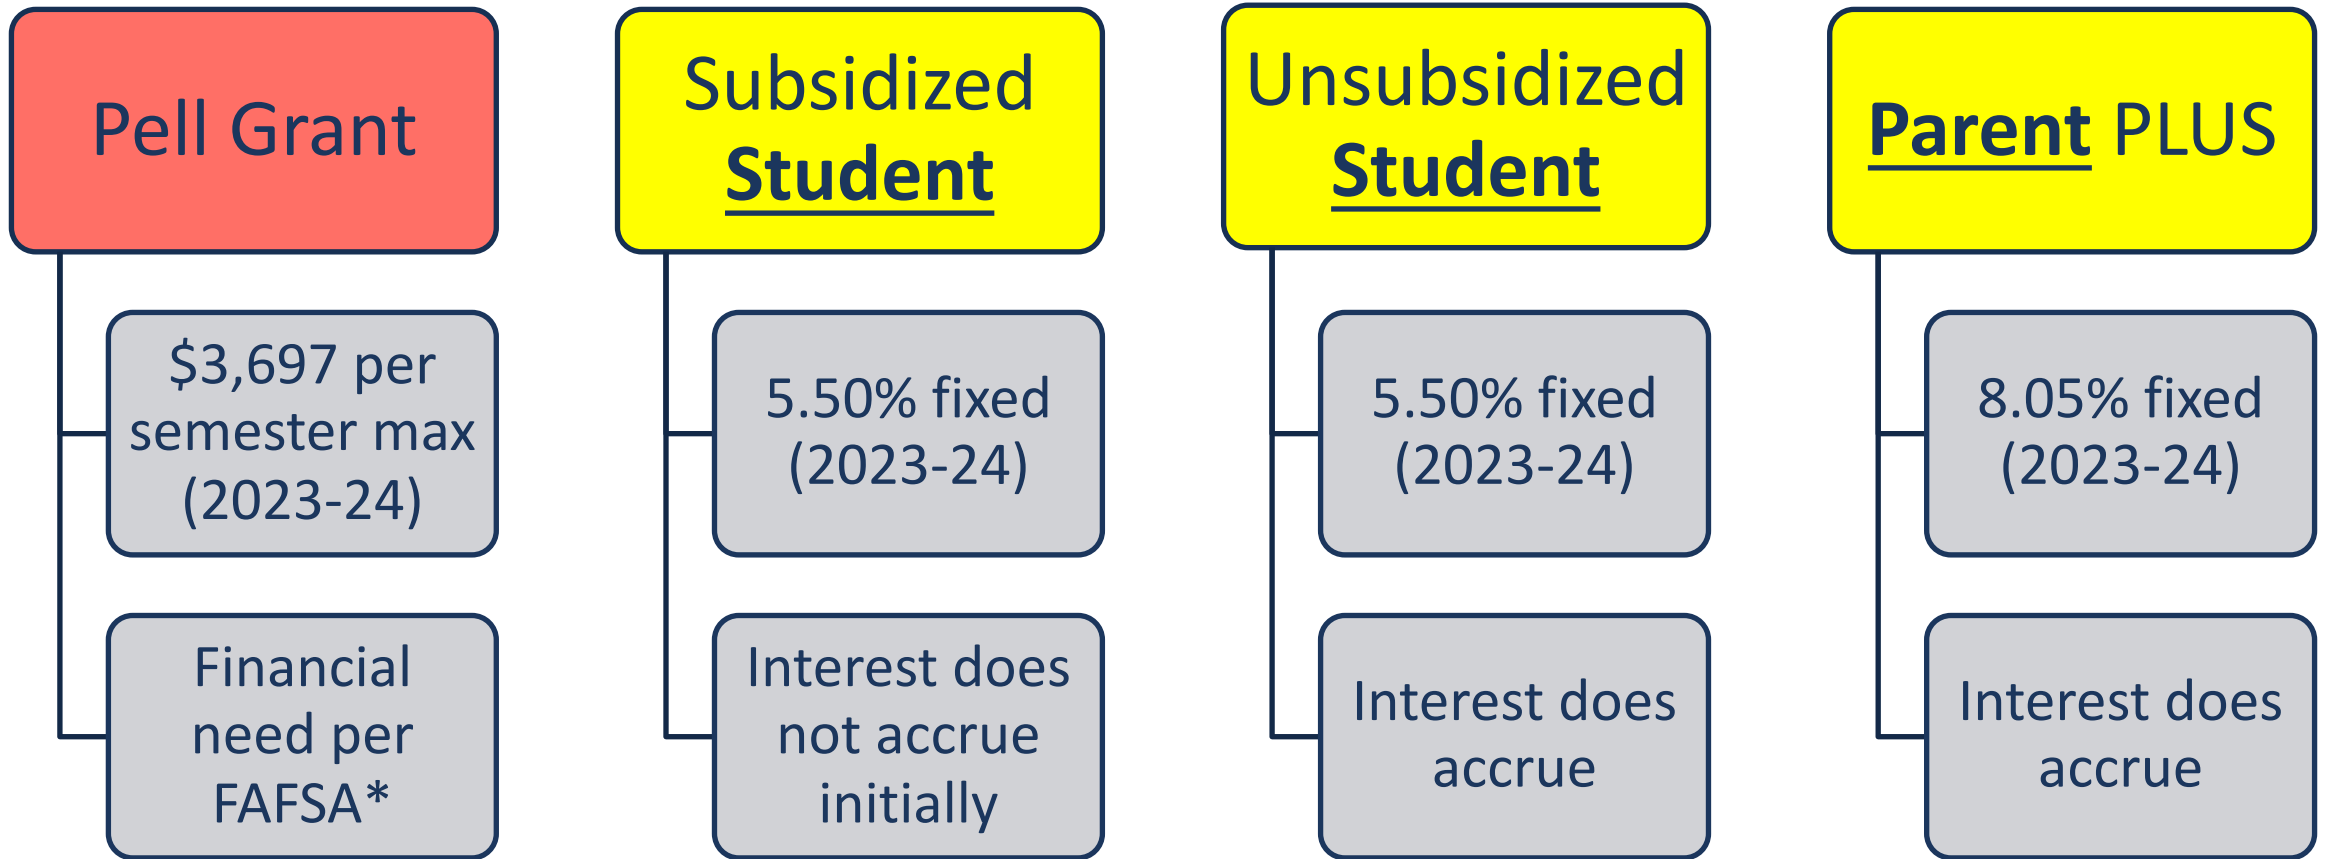 Pell Grant
$3,697 per
semester max
(2023-24)
Financial
need per
FAFSA*
Subsidized
Student
5.50% fixed
(2023-24)
Interest does
not accrue
initially
Unsubsidized
Student
5.50% fixed
(2023-24)
Interest does
accrue
Parent PLUS
8.05% fixed
(2023-24)
Interest does
accrue